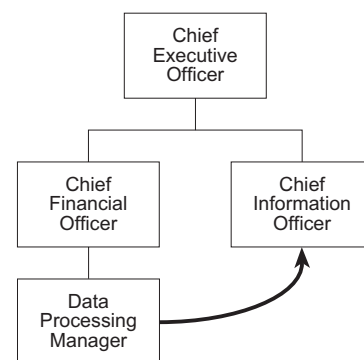 Chief
Executive
Officer
Chief
Financial
Officer
Chief
Information
Officer
Data
Processing
Manager